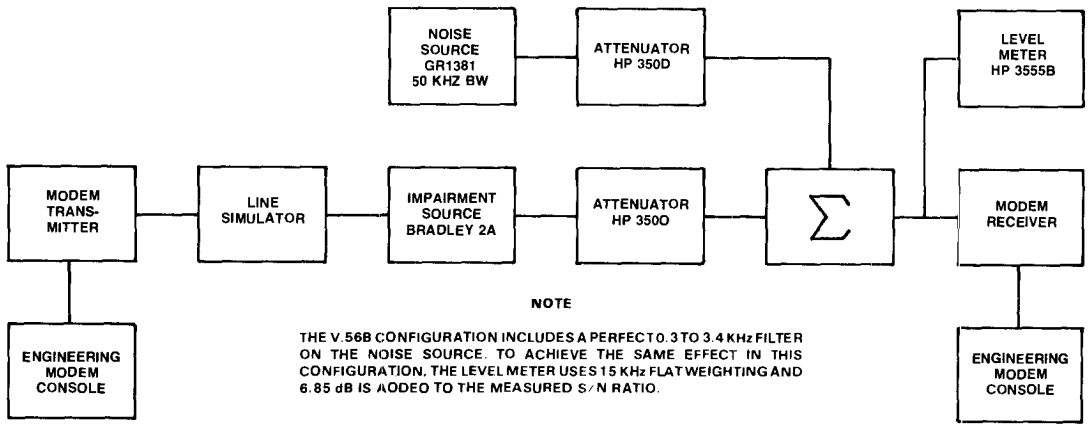 NOISE
SOURCE
GR1381
50 KHZ BW
ATTENUATOR
HP 350D
LEVEL
METER
HP 3555B
MODEM
TRANS-
MITTER
LINE
SIMULATOR
IMPAIRMENT
SOURCE
BRADLEY 2A
ATTENUATOR
HP 350D
Σ
MODEM
RECEIVER
ENGINEERING
MODEM
CONSOLE
NOTE
THE V.56B CONFIGURATION INCLUDES A PERFECT 0.3 TO 3.4 KHz FILTER
ON THE NOISE SOURCE. TO ACHIEVE THE SAME EFFECT IN THIS
CONFIGURATION, THE LEVEL METER USES 15 KHz FLAT WEIGHTING AND
6.85 dB IS ADDED TO THE MEASURED S/N RATIO.
ENGINEERING
MODEM
CONSOLE